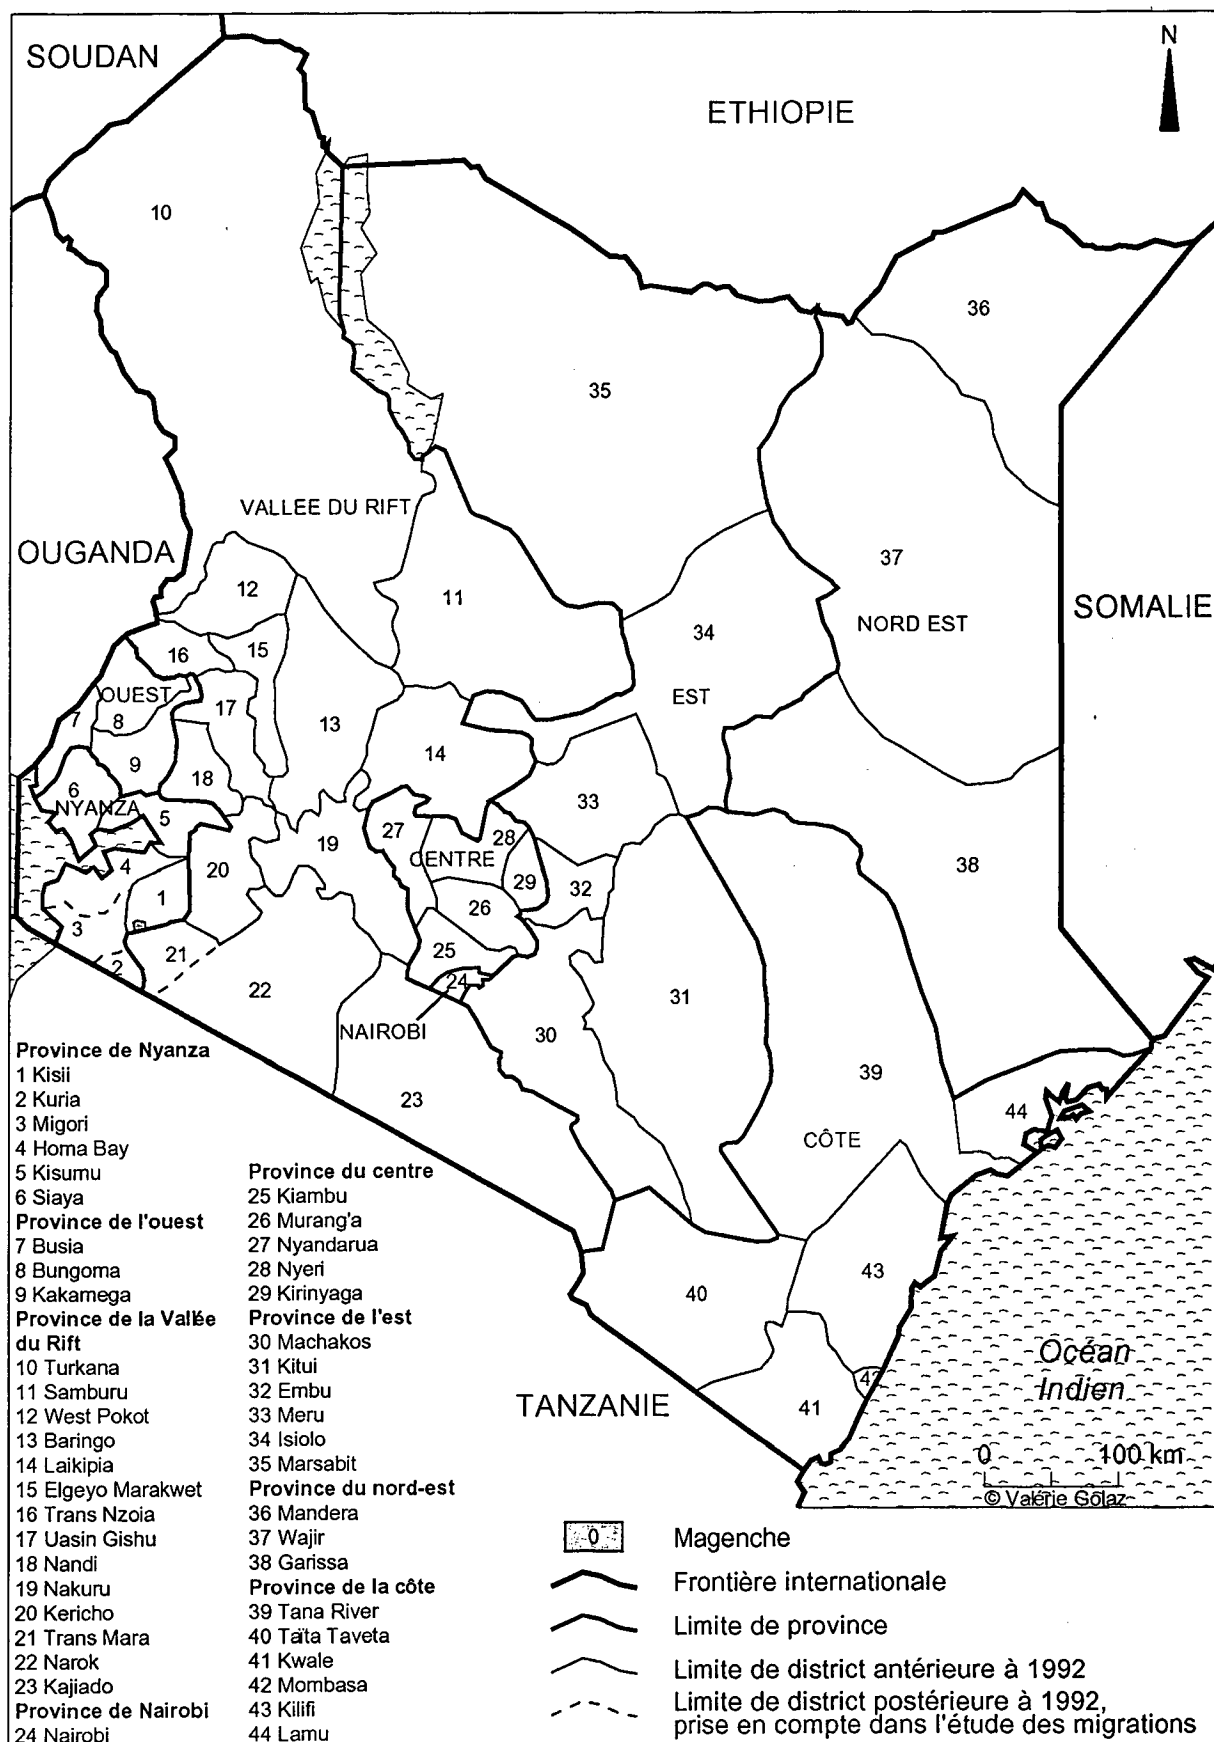 SOUDAN
N
ETHIOPIE
10
36
35
VALLEE DU RIFT
OUGANDA
37
12
11
SOMALIE
NORD EST
34
15
16
EST
OUEST
7
8
17
13
14
9
18
6
33
NYANZA
5
27
28
19
CENTRE
4
20
38
29
32
1
26
3
25
21
2
24
22
31
NAIROBI
30
39
23
44
CÔTE
43
40
42
41
TANZANIE
Océan
Indien
0 100 km
© Valérie Golaz
Province de Nyanza
1 Kisii
2 Kuria
3 Migori
4 Homa Bay
5 Kisumu
6 Siaya
Province de l'ouest
7 Busia
8 Bungoma
9 Kakamega
Province de la Vallée
du Rift
10 Turkana
11 Samburu
12 West Pokot
13 Baringo
14 Laikipia
15 Elgeyo Marakwet
16 Trans Nzoia
17 Uasin Gishu
18 Nandi
19 Nakuru
20 Kericho
21 Trans Mara
22 Narok
23 Kajiado
Province de Nairobi
24 Nairobi
Province du centre
25 Kiambu
26 Murang'a
27 Nyandarua
28 Nyeri
29 Kirinyaga
Province de l'est
30 Machakos
31 Kitui
32 Embu
33 Meru
34 Isiolo
35 Marsabit
Province du nord-est
36 Mandera
37 Wajir
38 Garissa
Province de la côte
39 Tana River
40 Taïta Taveta
41 Kwale
42 Mombasa
43 Kilifi
44 Lamu
0 Magenche
Frontière internationale
Limite de province
Limite de district antérieure à 1992
Limite de district postérieure à 1992,
prise en compte dans l'étude des migrations